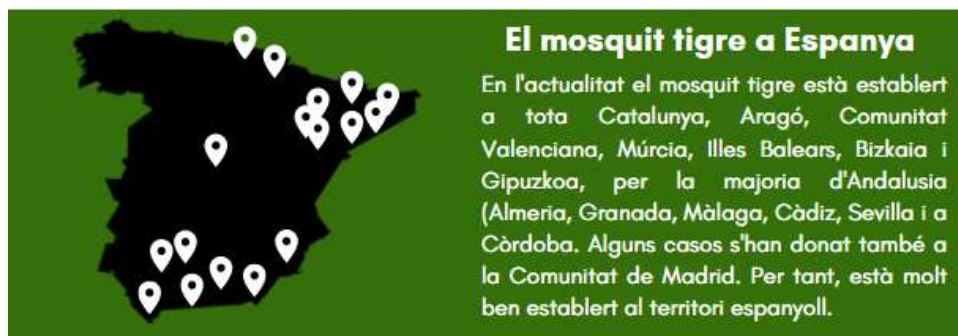 El mosquit tigre a Espanya
En l'actualitat el mosquit tigre està establert
a tota Catalunya, Aragó, Comunitat
Valenciana, Múrcia, Illes Balears, Bizkaia i
Gipuzkoa, per la majoria d'Andalusia
(Almeria, Granada, Màlaga, Càdiz, Sevilla i a
Còrdoba. Alguns casos s'han donat també a
la Comunitat de Madrid. Per tant, està molt
ben establert al territori espanyoll.